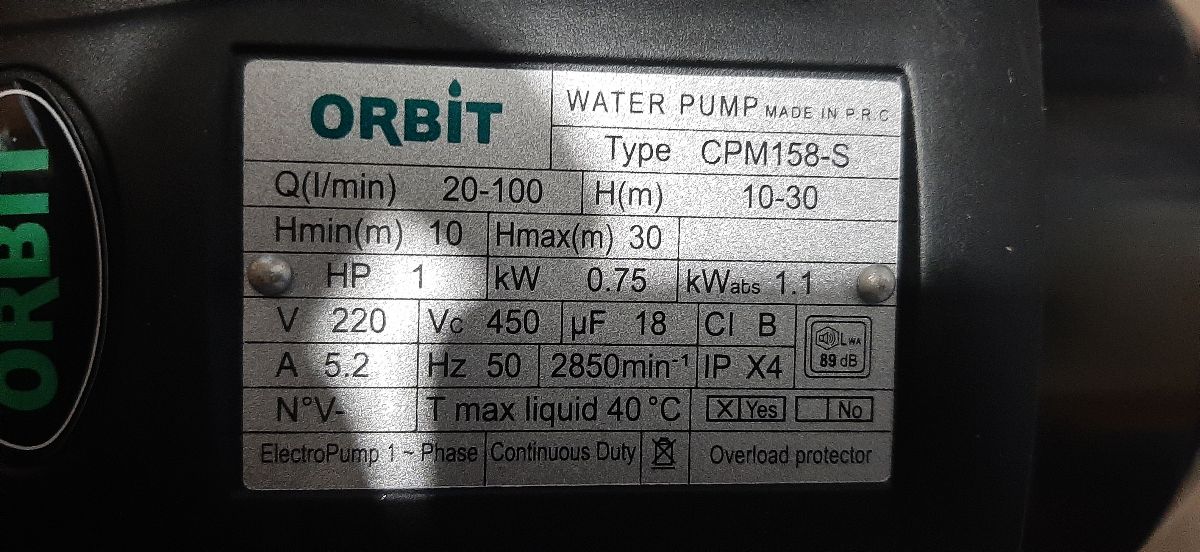 ORBIT
ORBIT
WATER PUMP MADE IN P.R.C
Type CPM158-S
Q(l/min) 20-100 H(m) 10-30
Hmin(m) 10 Hmax(m) 30
HP 1 kW 0.75 kWabs 1.1
V 220 Vc 450 µF 18 Cl B
LWA
89 dB
A 5.2 Hz 50 2850min⁻¹ IP X4
N°V- T max liquid 40 °C X Yes No
ElectroPump 1 ~ Phase Continuous Duty Overload protector